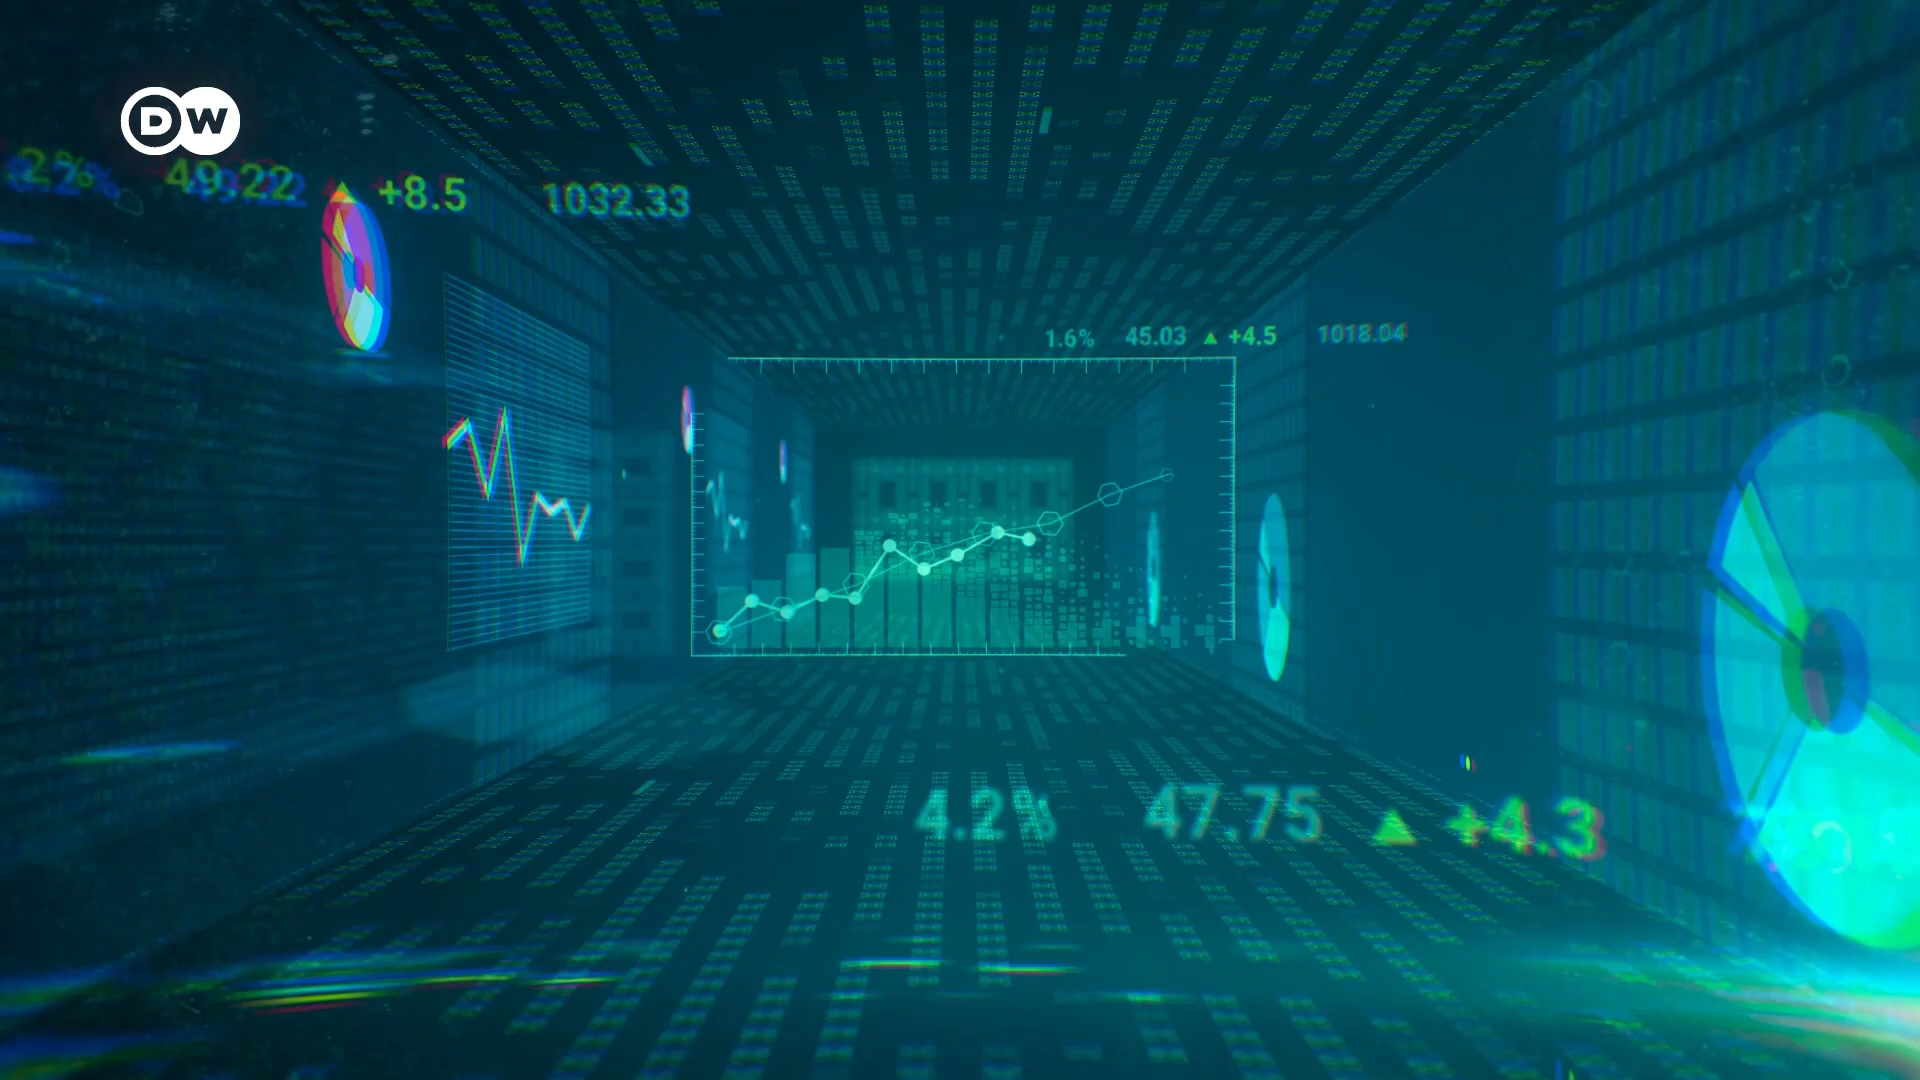 DW
2% 49.22 ▲ +8.5 1032.33
1.6% 45.03 ▲ +4.5 1018.04
4.2% 47.75 ▲ +4.3